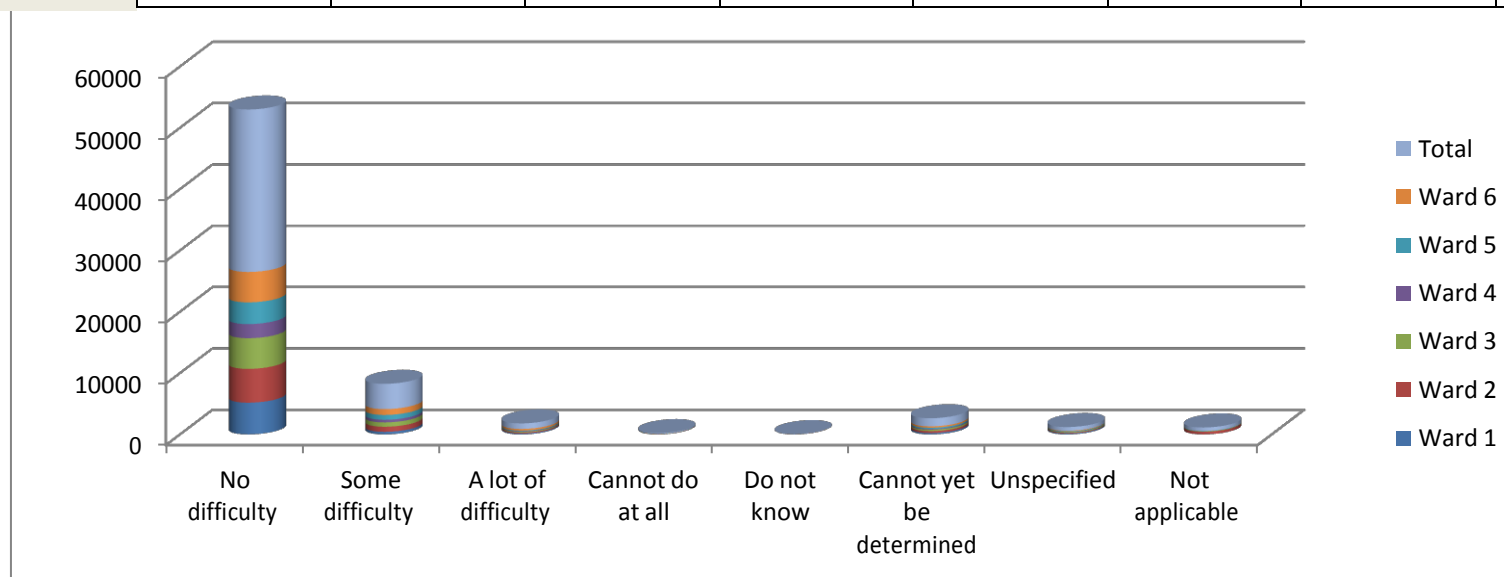 60000
50000
40000
30000
20000
10000
0
No difficulty
Some difficulty
A lot of difficulty
Cannot do at all
Do not know
Cannot yet be determined
Unspecified
Not applicable
Total
Ward 6
Ward 5
Ward 4
Ward 3
Ward 2
Ward 1